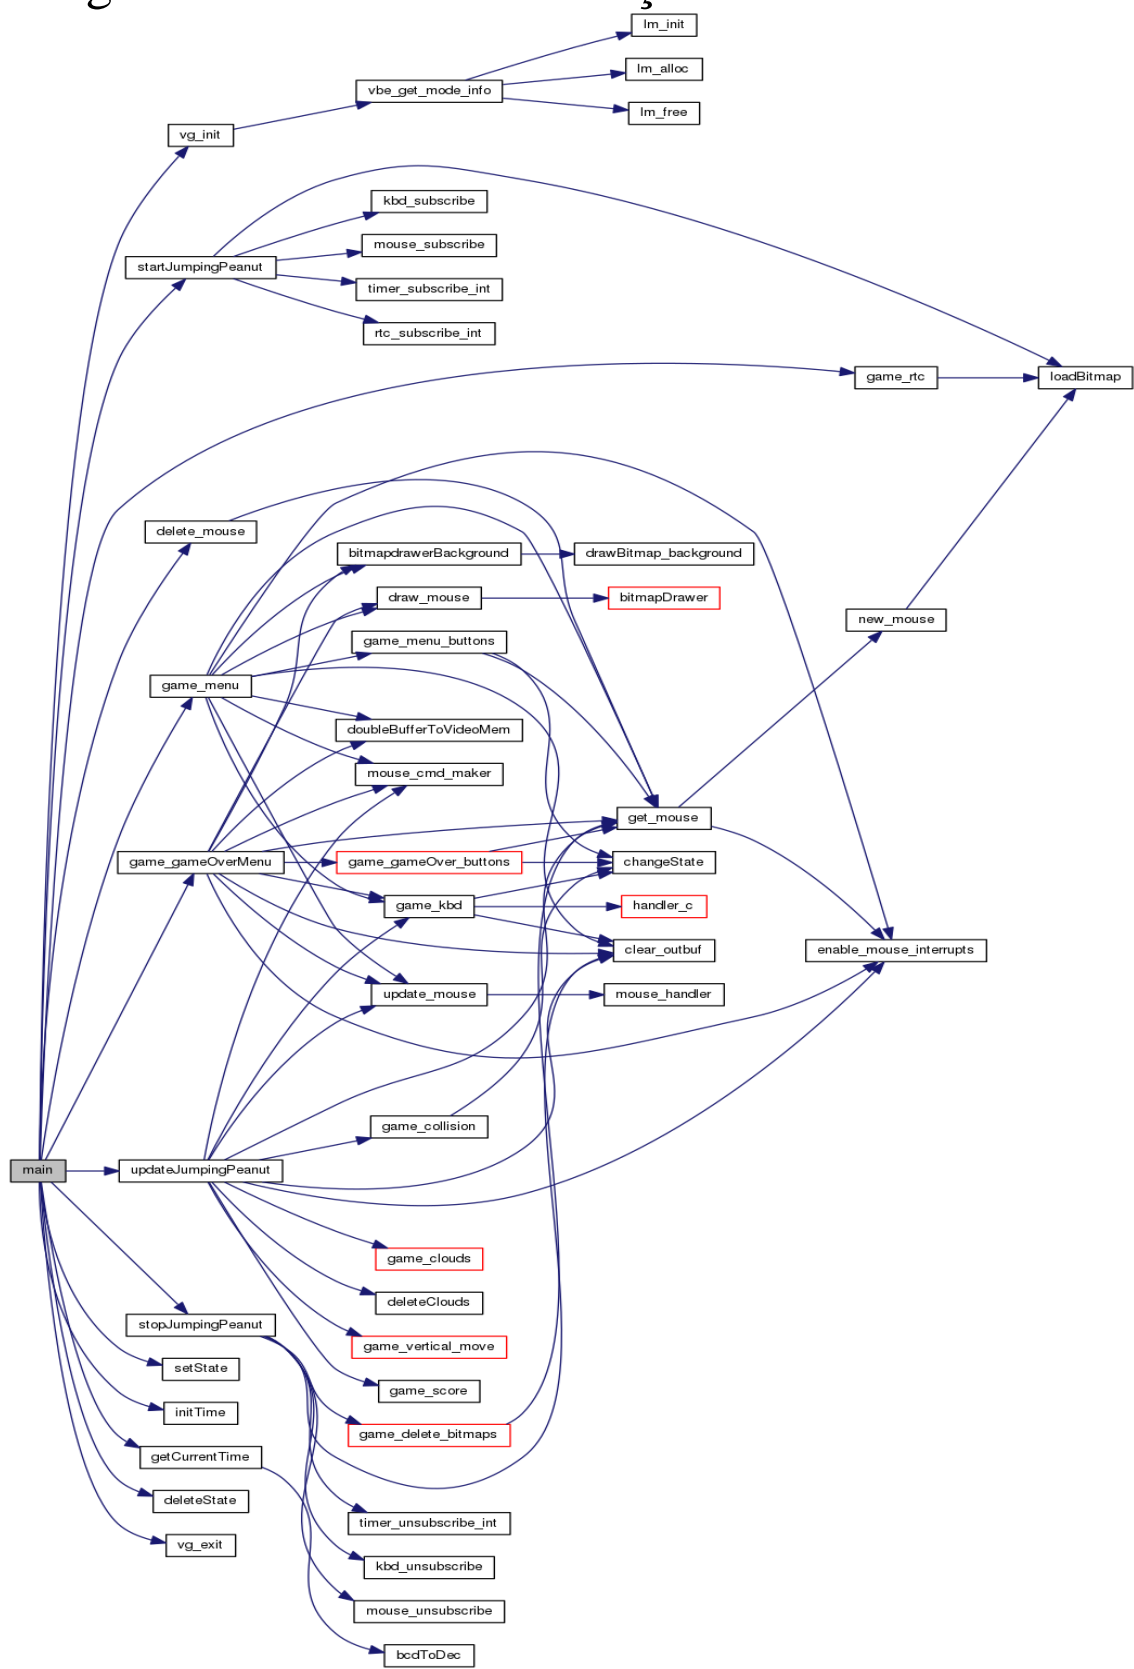 lm_init
lm_alloc
vbe_get_mode_info
lm_free
vg_init
kbd_subscribe
mouse_subscribe
startJumpingPeanut
timer_subscribe_int
rtc_subscribe_int
game_rtc
loadBitmap
delete_mouse
bitmapdrawerBackground
drawBitmap_background
draw_mouse
bitmapDrawer
new_mouse
game_menu_buttons
game_menu
doubleBufferToVideoMem
mouse_cmd_maker
get_mouse
game_gameOverMenu
game_gameOver_buttons
changeState
game_kbd
handler_c
clear_outbuf
enable_mouse_interrupts
update_mouse
mouse_handler
game_collision
main
updateJumpingPeanut
game_clouds
deleteClouds
stopJumpingPeanut
game_vertical_move
setState
game_score
initTime
game_delete_bitmaps
getCurrentTime
deleteState
timer_unsubscribe_int
vg_exit
kbd_unsubscribe
mouse_unsubscribe
bcdToDec